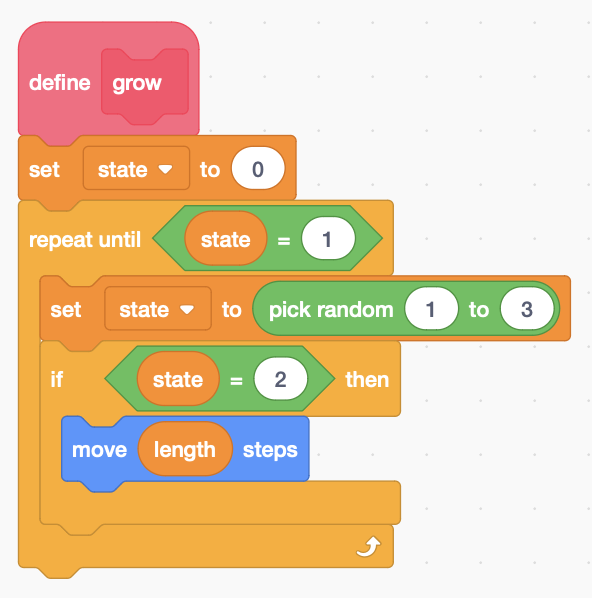 define grow
set state to 0
repeat until state = 1
set state to pick random 1 to 3
if state = 2 then
move length steps